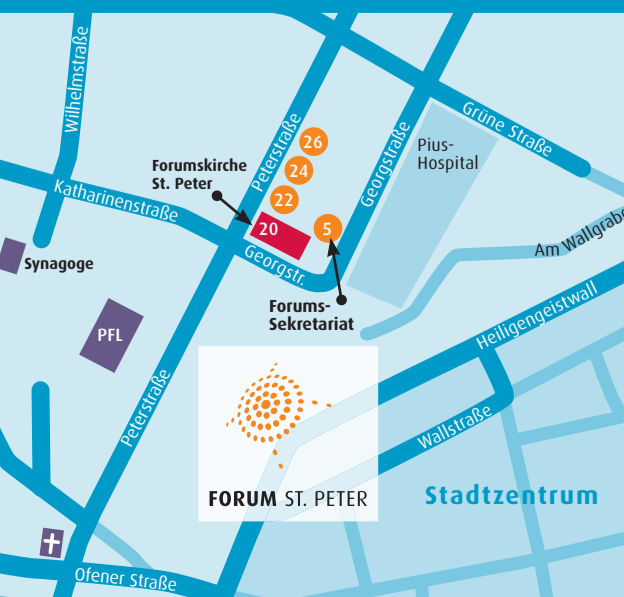 Wilhelmstraße
Peterstraße
Georgstraße
Grüne Straße
26
Pius-
Hospital
Forumskirche
St. Peter
24
22
Katharinenstraße
20
5
Am Wallgrabe
Synagoge
Georgstr.
Forums-
Sekretariat
Heiligengeistwall
PFL
Peterstraße
Wallstraße
FORUM ST. PETER
Stadtzentrum
Ofener Straße